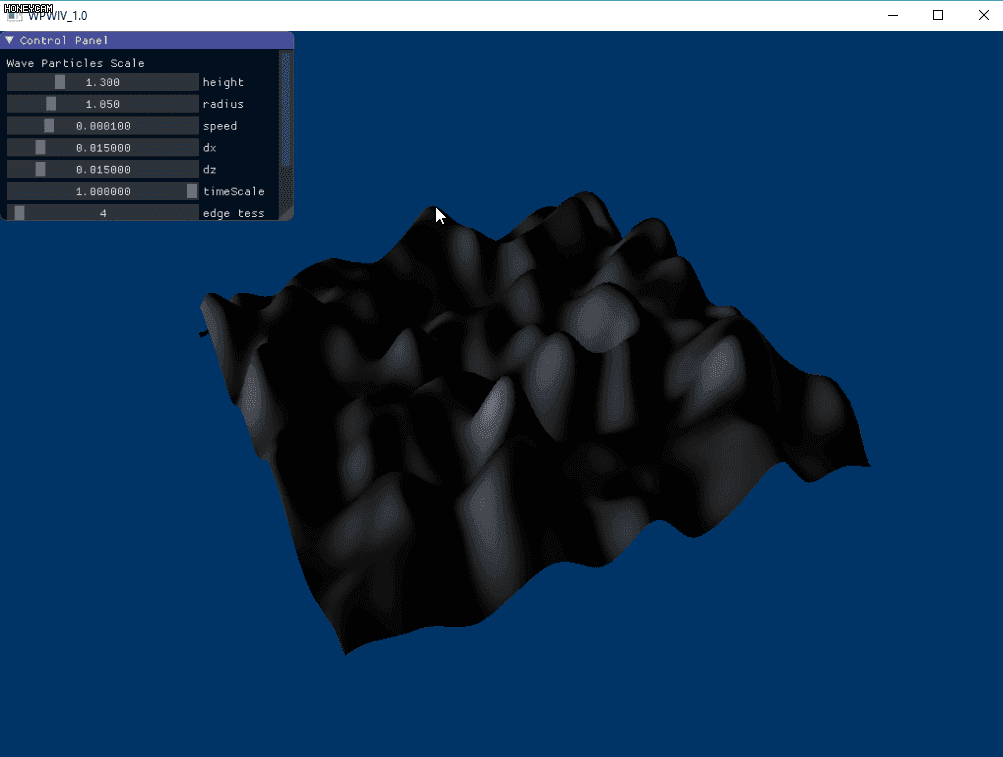 HONEYCAM
WPWIV_1.0
Control Panel
Wave Particles Scale
1.300 height
1.050 radius
0.000100 speed
0.015000 dx
0.015000 dz
1.000000 timeScale
4 edge tess